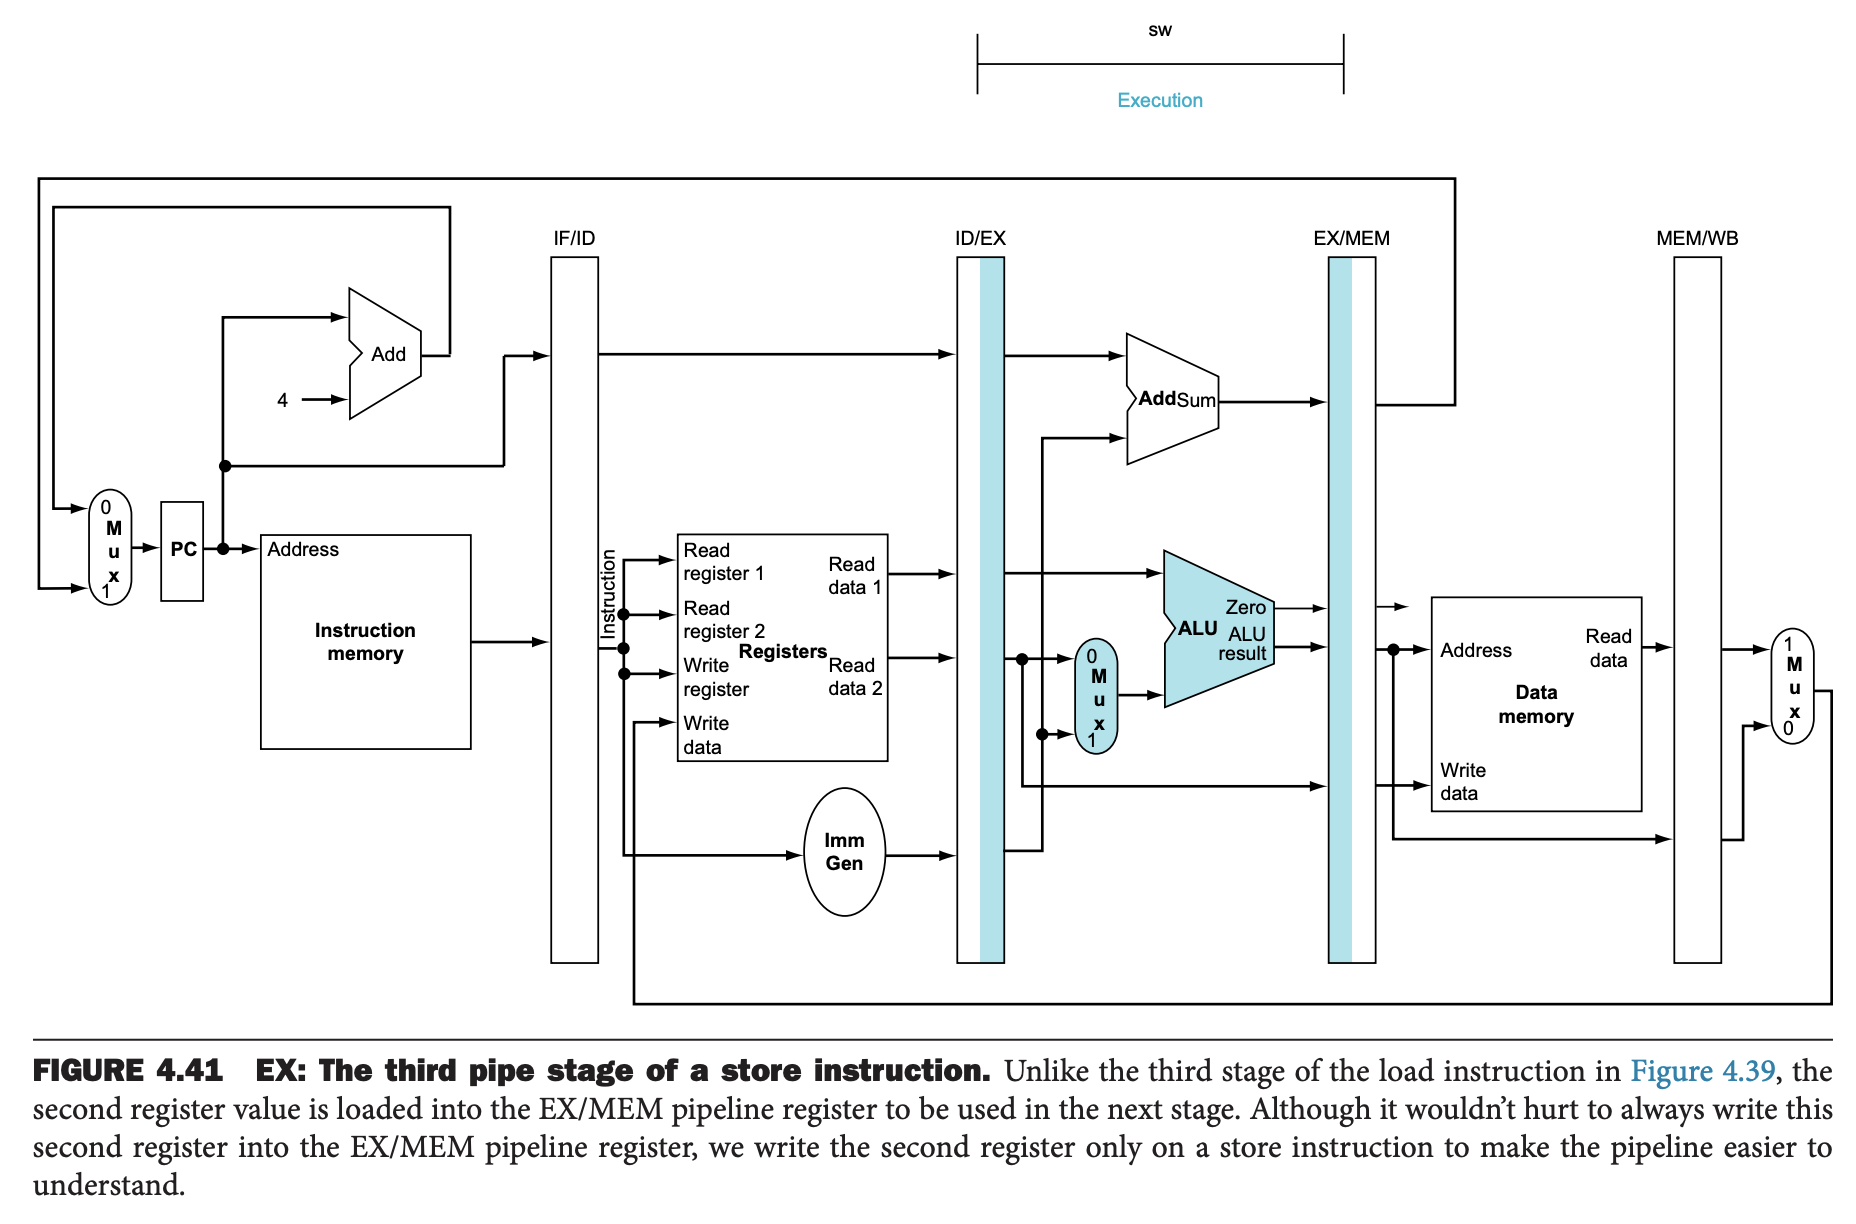 sw
Execution
IF/ID
ID/EX
EX/MEM
MEM/WB
Add
4
Add Sum
0
M
u
x
1
PC
Address
Instruction
memory
Instruction
Read
register 1
Read
register 2
Write
register
Write
data
Registers
Read
data 1
Read
data 2
Imm
Gen
0
M
u
x
1
Zero
ALU
ALU
result
Address
Read
data
Data
memory
Write
data
1
M
u
x
0
FIGURE 4.41 EX: The third pipe stage of a store instruction. Unlike the third stage of the load instruction in Figure 4.39, the
second register value is loaded into the EX/MEM pipeline register to be used in the next stage. Although it wouldn’t hurt to always write this
second register into the EX/MEM pipeline register, we write the second register only on a store instruction to make the pipeline easier to
understand.